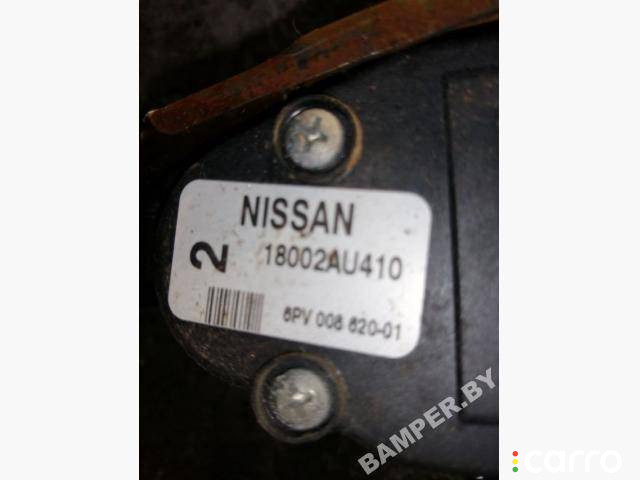 NISSAN
2
18002AU410
6PV 008 620-01
BAMPER.BY
carro